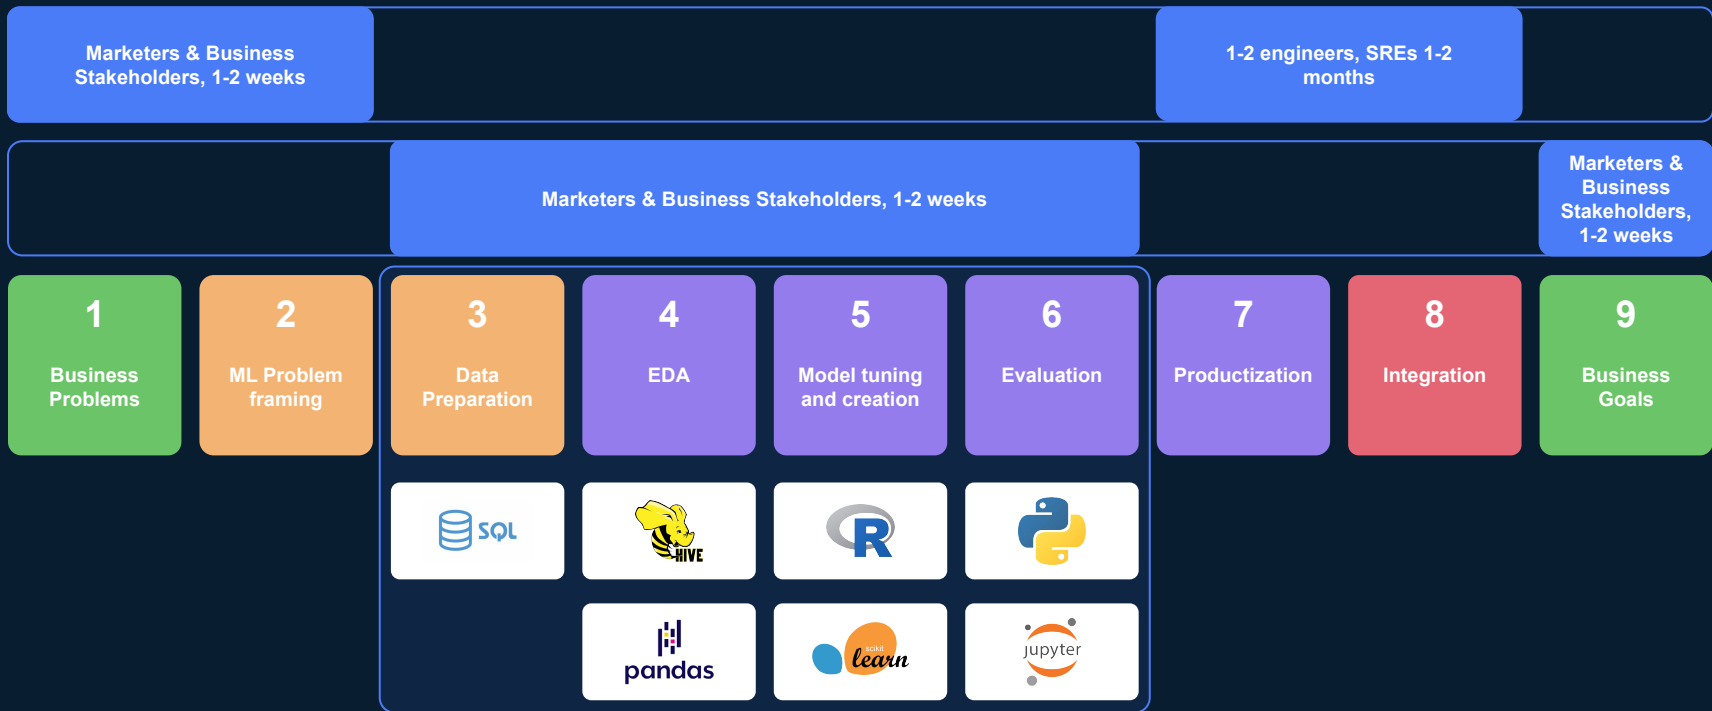 Marketers & Business
Stakeholders, 1-2 weeks
1-2 engineers, SREs 1-2
months
Marketers & Business Stakeholders, 1-2 weeks
Marketers &
Business
Stakeholders,
1-2 weeks
1
Business
Problems
2
ML Problem
framing
3
Data
Preparation
4
EDA
5
Model tuning
and creation
6
Evaluation
7
Productization
8
Integration
9
Business
Goals
SQL
HIVE
R
pandas
scikit
learn
jupyter